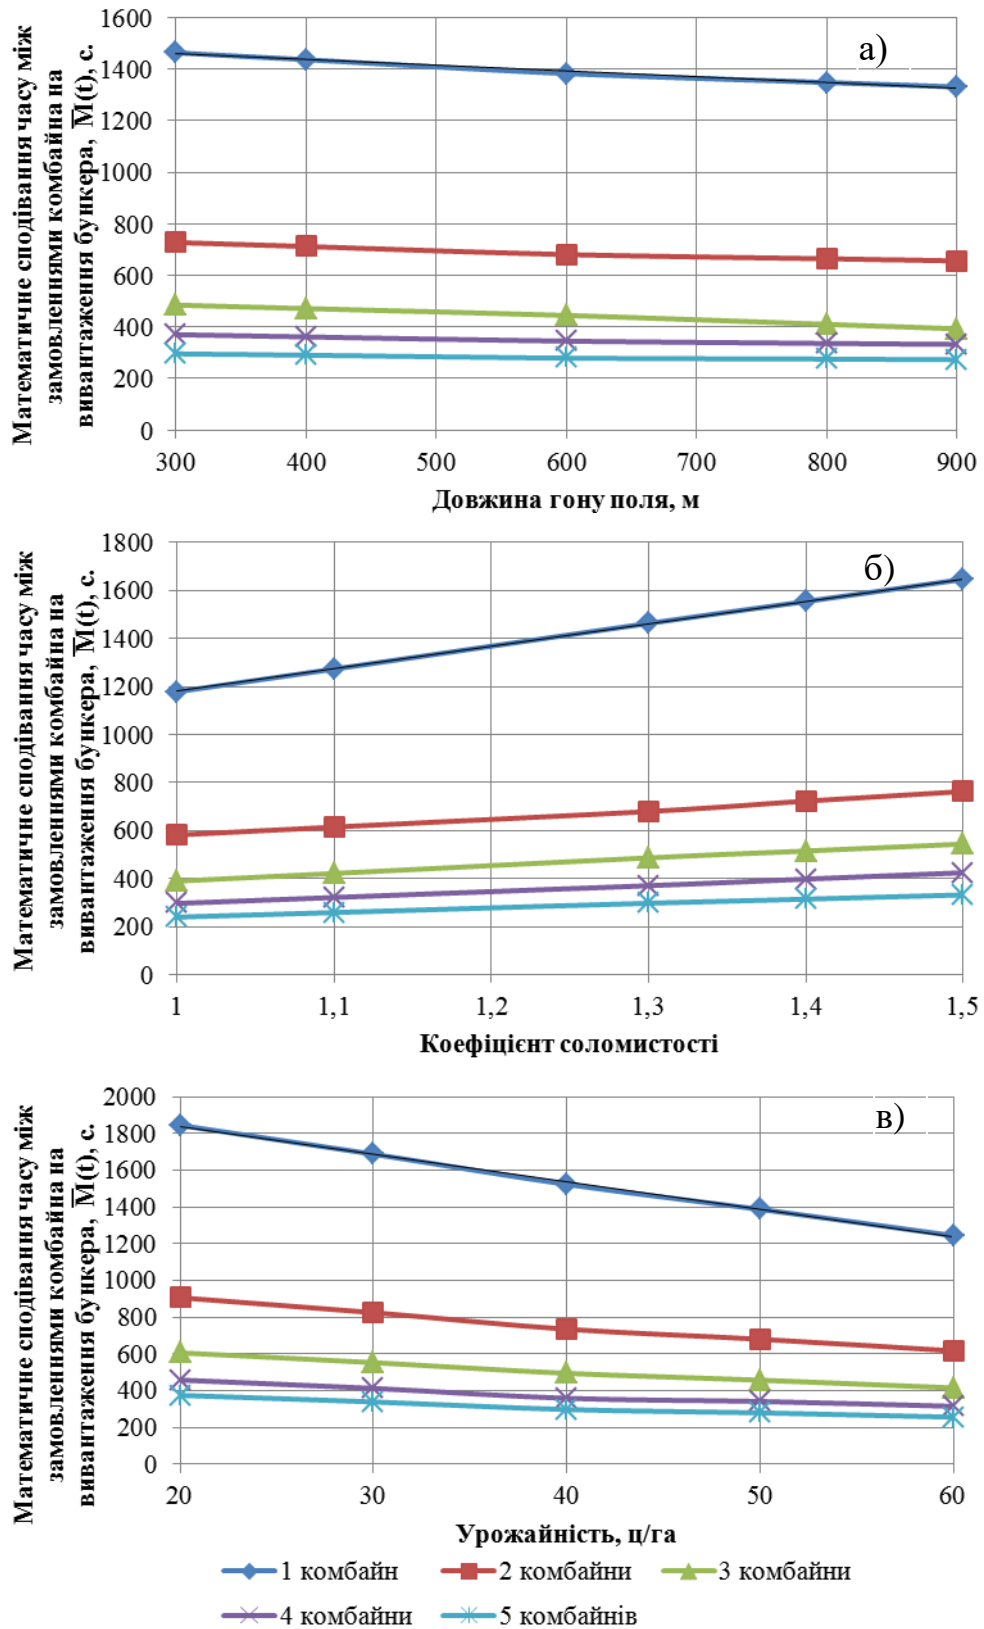 Математичне сподівання часу між
замовленнями комбайна на
вивантаження бункера, M̅(t), с.
1600
1400
1200
1000
800
600
400
200
0
а)
300 400 500 600 700 800 900
Довжина гону поля, м
Математичне сподівання часу між
замовленнями комбайна на
вивантаження бункера, M̅(t), с.
1800
1600
1400
1200
1000
800
600
400
200
0
б)
1 1,1 1,2 1,3 1,4 1,5
Коефіцієнт соломистості
Математичне сподівання часу між
замовленнями комбайна на
вивантаження бункера, M̅(t), с.
2000
1800
1600
1400
1200
1000
800
600
400
200
0
в)
20 30 40 50 60
Урожайність, ц/га
1 комбайн 2 комбайни 3 комбайни
4 комбайни 5 комбайнів